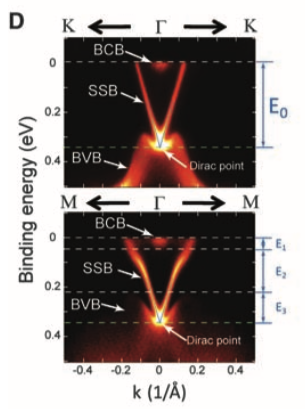 D
K Γ K
BCB
SSB
BVB
Dirac point
E0
0
0.2
0.4
M Γ M
BCB
SSB
BVB
Dirac point
E1
E2
E3
0
0.2
0.4
-0.4 -0.2 0 0.2 0.4
Binding energy (eV)
k (1/Å)